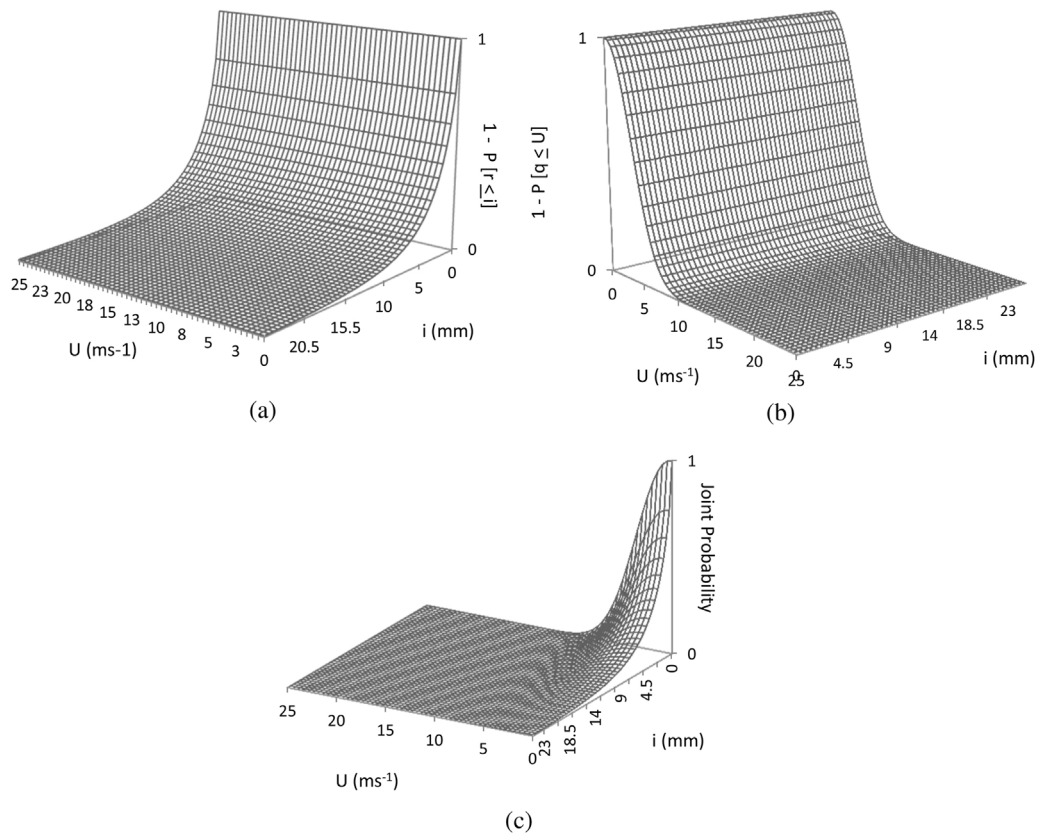 1
1 - P [r ≤ i]
0
0
5
10
15.5
20.5
i (mm)
25 23 20 18 15 13 10 8 5 3 0
U (ms-1)
(a)
1
1 - P [q ≤ U]
0
0
5
10
15
20
25
U (ms-1)
0
4.5
9
14
18.5
23
i (mm)
(b)
1
Joint Probability
0
0
4.5
9
14
18.5
23
i (mm)
25 20 15 10 5 0
U (ms-1)
(c)